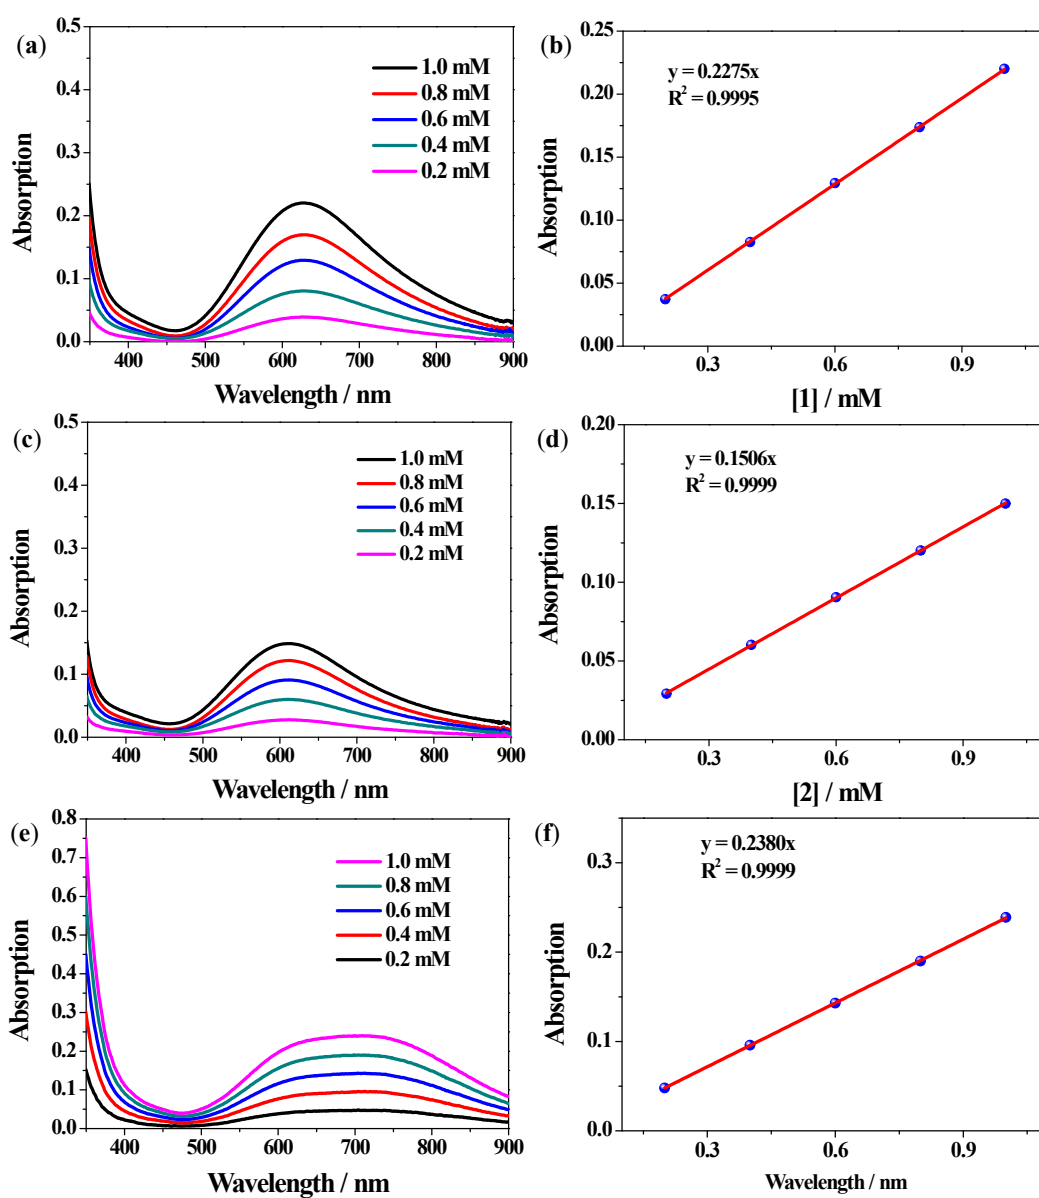 (a)
0.5
0.4
0.3
0.2
0.1
0.0
Absorption
1.0 mM
0.8 mM
0.6 mM
0.4 mM
0.2 mM
400 500 600 700 800 900
Wavelength / nm
(b)
0.25
0.20
0.15
0.10
0.05
0.00
Absorption
y = 0.2275x
R² = 0.9995
0.3 0.6 0.9
[1] / mM
(c)
0.5
0.4
0.3
0.2
0.1
0.0
Absorption
1.0 mM
0.8 mM
0.6 mM
0.4 mM
0.2 mM
400 500 600 700 800 900
Wavelength / nm
(d)
0.20
0.15
0.10
0.05
0.00
Absorption
y = 0.1506x
R² = 0.9999
0.3 0.6 0.9
[2] / mM
(e)
0.8
0.7
0.6
0.5
0.4
0.3
0.2
0.1
0.0
Absorption
1.0 mM
0.8 mM
0.6 mM
0.4 mM
0.2 mM
400 500 600 700 800 900
Wavelength / nm
(f)
0.3
0.2
0.1
0.0
Absorption
y = 0.2380x
R² = 0.9999
0.3 0.6 0.9
Wavelength / nm